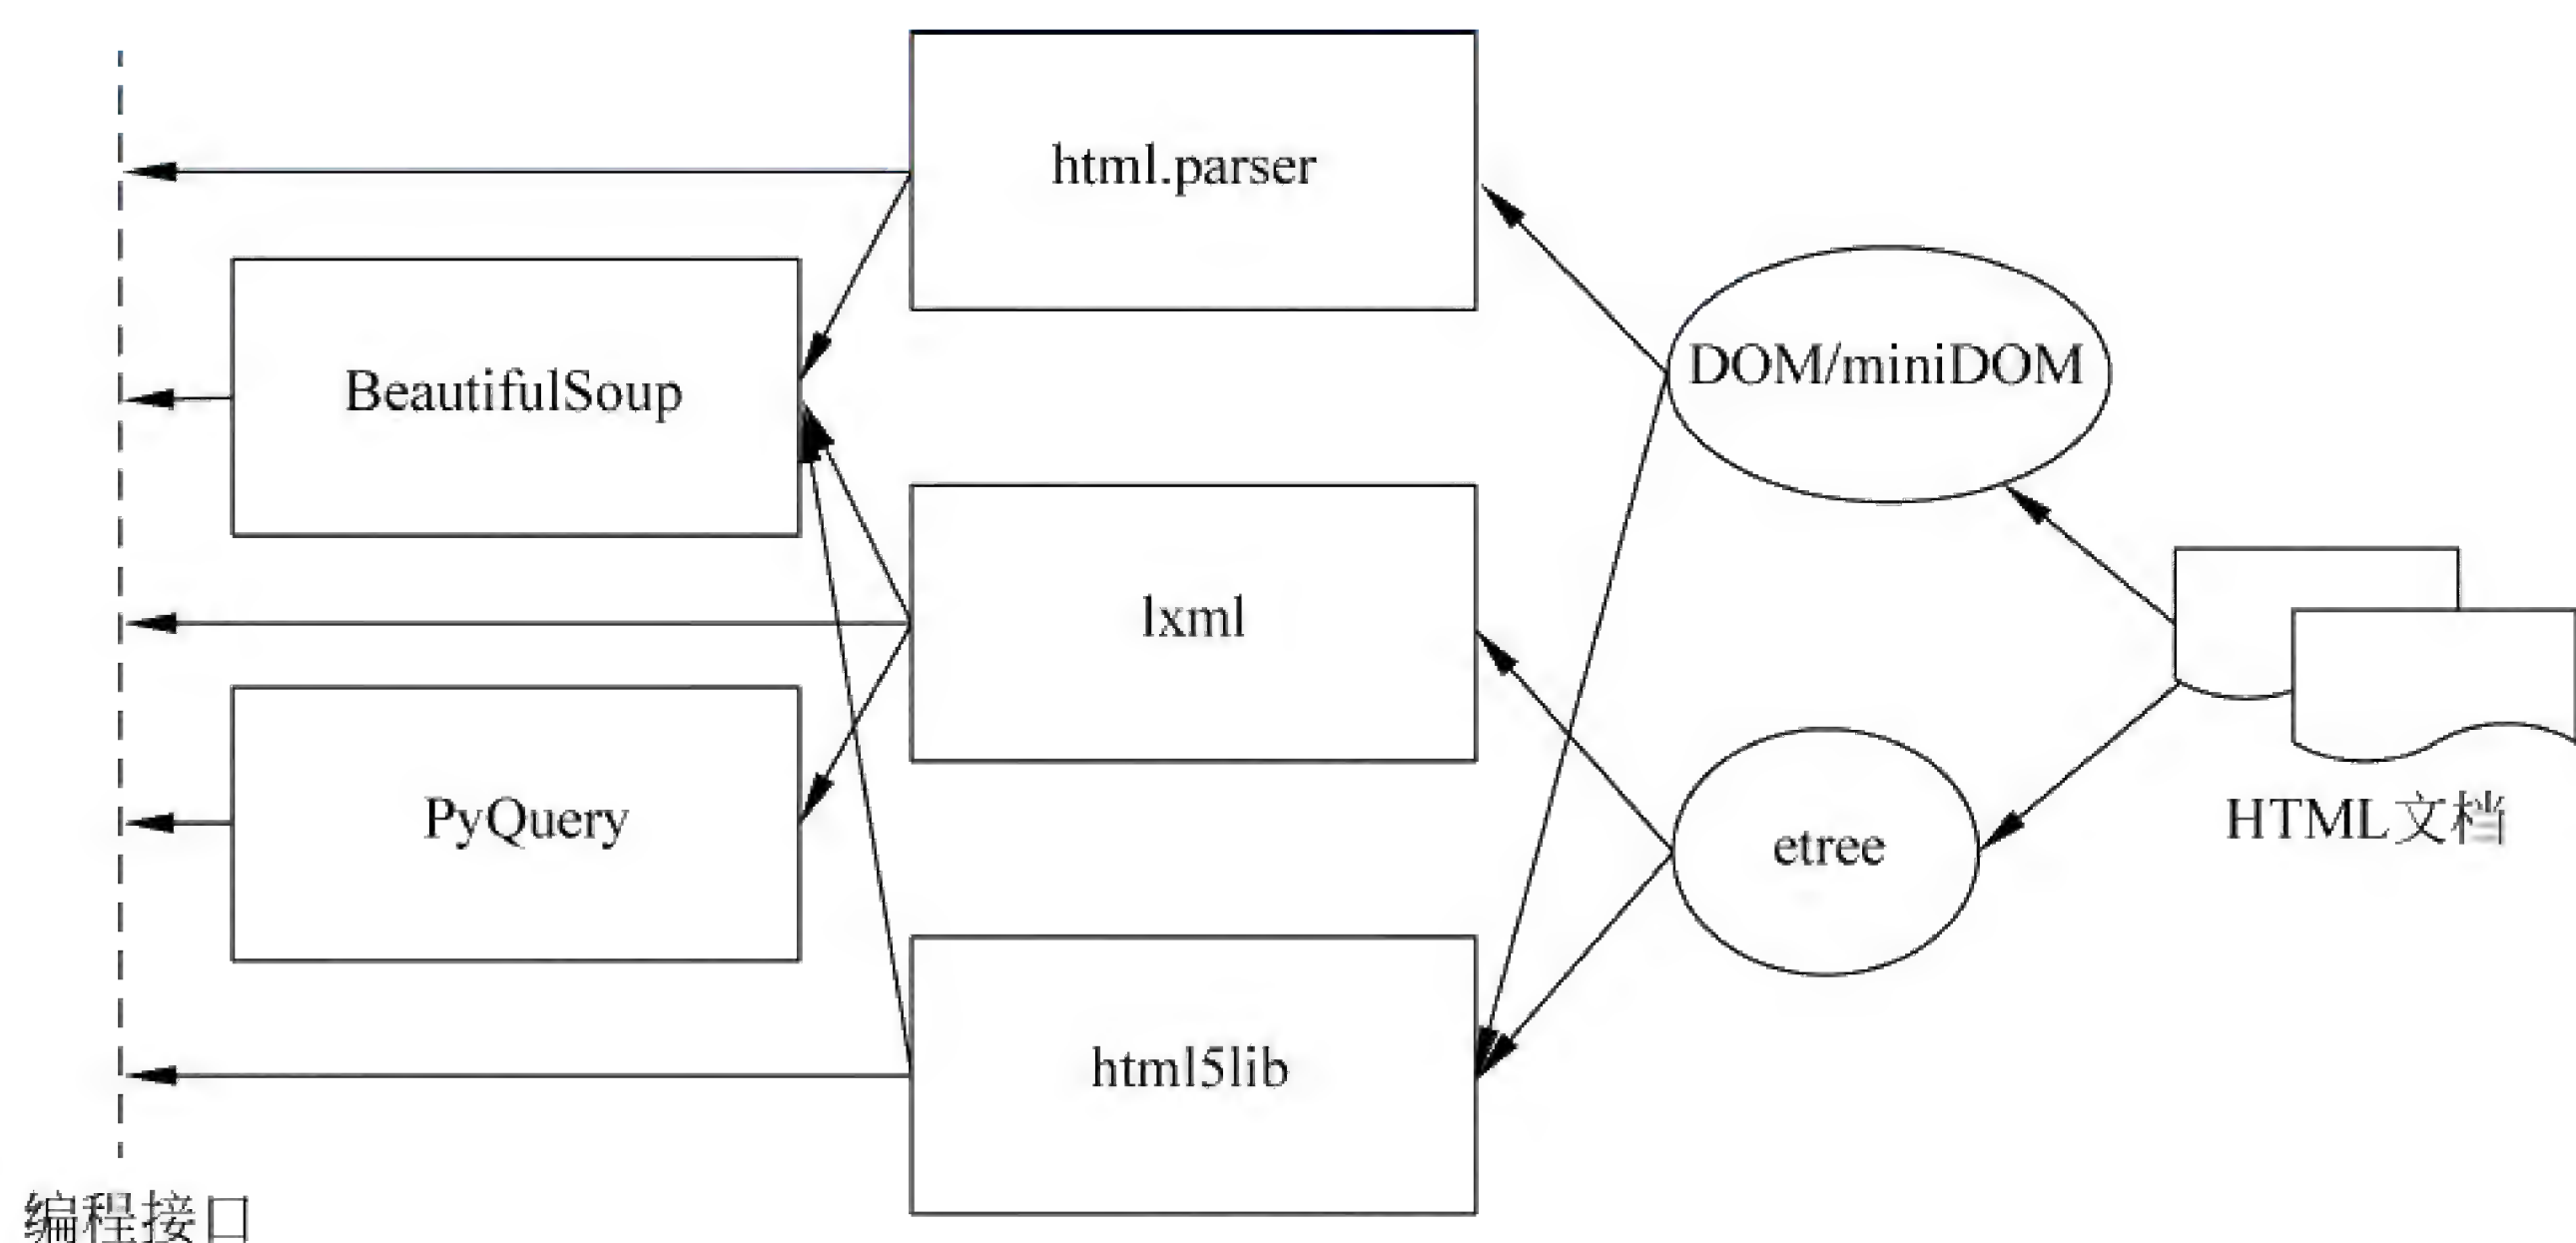 html.parser
DOM/miniDOM
BeautifulSoup
lxml
PyQuery
etree
HTML文档
html5lib
编程接口